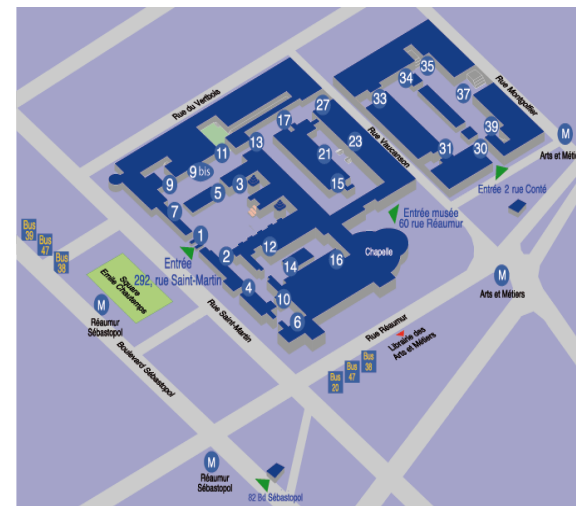 35
34
37
33
Rue Montgolfier
Rue du Vertbois
27
17
39
M
Arts et Métiers
13
23
Rue Vaucanson
11
21
31
30
9 bis
9
3
15
5
Entrée 2 rue Conté
7
Entrée musée
60 rue Réaumur
Bus
39
Bus
47
Bus
38
1
2
12
Chapelle
Entrée
292, rue Saint-Martin
14
16
M
Arts et Métiers
Square
Emile Chautemps
4
10
M
Réaumur
Sébastopol
Rue Saint-Martin
6
Rue Réaumur
Librairie des
Arts et Métiers
Boulevard Sébastopol
Bus
20
Bus
47
Bus
38
M
Réaumur
Sébastopol
82 Bd Sébastopol